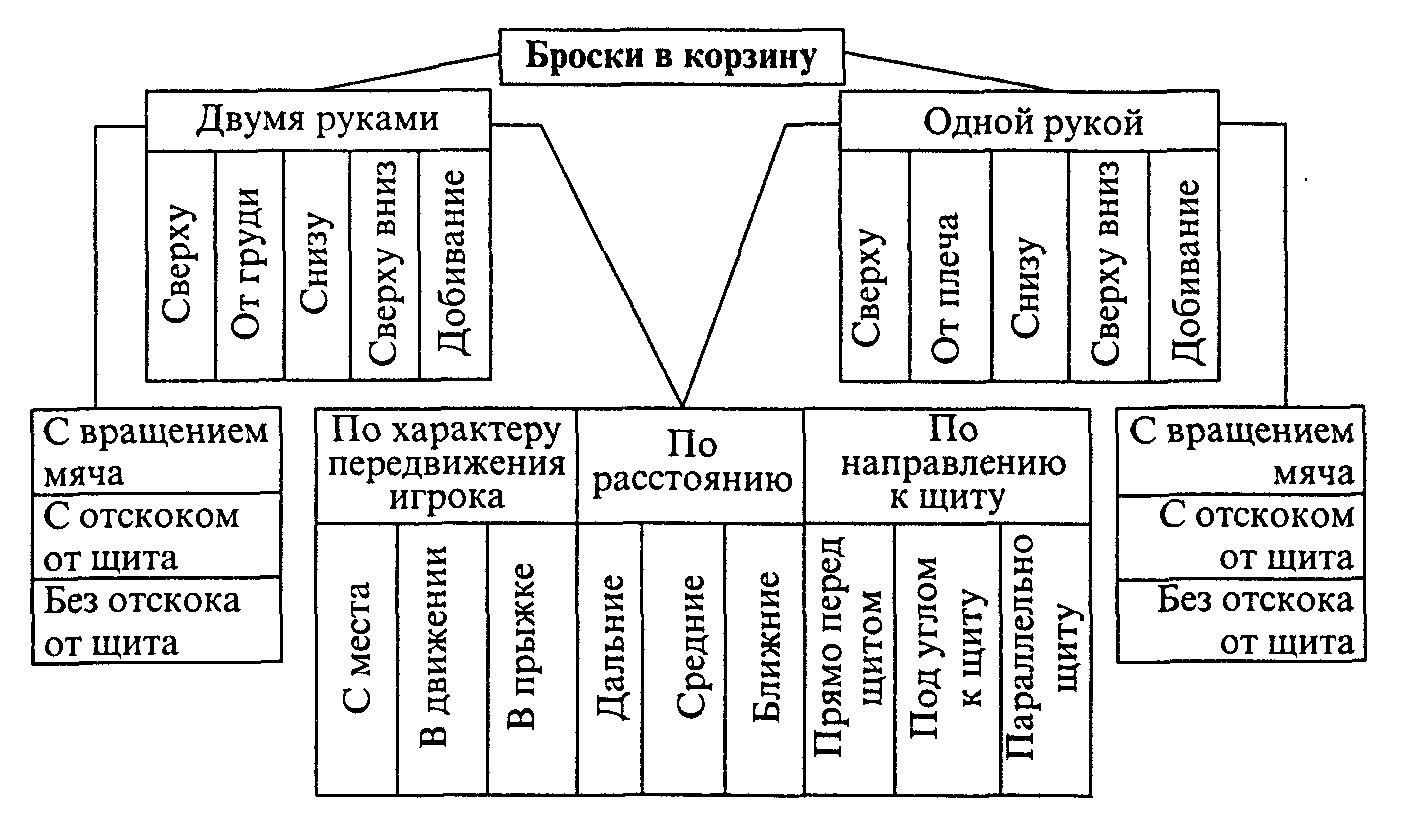 Броски в корзину
Двумя руками
Одной рукой
Сверху
От груди
Снизу
Сверху вниз
Добивание
Сверху
От плеча
Снизу
Сверху вниз
Добивание
С вращением
мяча
С отскоком
от щита
Без отскока
от щита
По характеру
передвижения
игрока
По
расстоянию
По
направлению
к щиту
С места
В движении
В прыжке
Дальние
Средние
Ближние
Прямо перед
щитом
Под углом
к щиту
Параллельно
щиту
С вращением
мяча
С отскоком
от щита
Без отскока
от щита